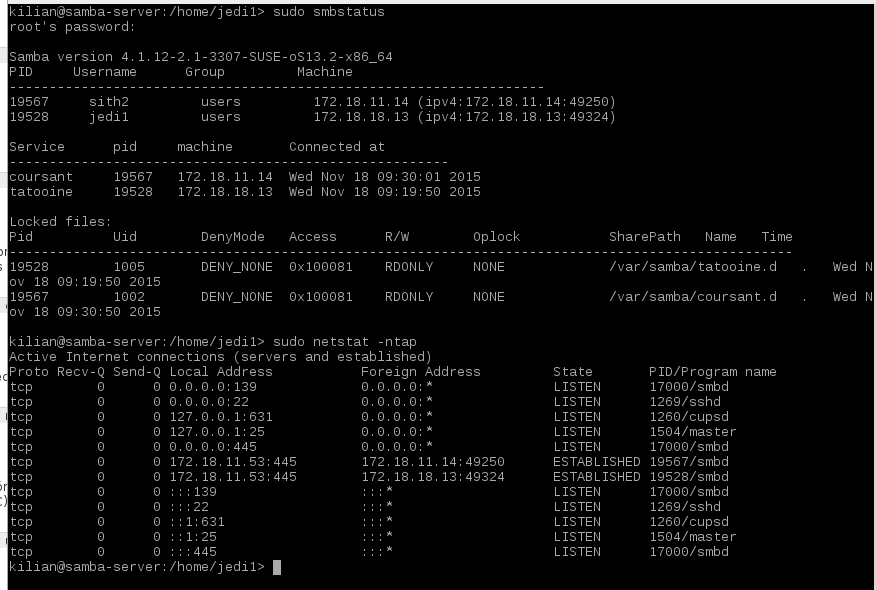 kilian@samba-server:/home/jedi1> sudo smbstatus
root's password:
Samba version 4.1.12-2.1-3307-SUSE-oS13.2-x86_64
PID     Username      Group         Machine
-------------------------------------------------------------------
19567     sith2         users         172.18.11.14 (ipv4:172.18.11.14:49250)
19528     jedi1         users         172.18.18.13 (ipv4:172.18.18.13:49324)
Service      pid     machine       Connected at
-------------------------------------------------------
coursant     19567   172.18.11.14  Wed Nov 18 09:30:01 2015
tatooine     19528   172.18.18.13  Wed Nov 18 09:19:50 2015
Locked files:
Pid          Uid        DenyMode   Access      R/W        Oplock           SharePath   Name   Time
--------------------------------------------------------------------------------------------------
19528        1005       DENY_NONE  0x100081    RDONLY     NONE             /var/samba/tatooine.d   .   Wed N
ov 18 09:19:50 2015
19567        1002       DENY_NONE  0x100081    RDONLY     NONE             /var/samba/coursant.d   .   Wed N
ov 18 09:30:50 2015
kilian@samba-server:/home/jedi1> sudo netstat -ntap
Active Internet connections (servers and established)
Proto Recv-Q Send-Q Local Address           Foreign Address         State       PID/Program name
tcp        0      0 0.0.0.0:139             0.0.0.0:*               LISTEN      17000/smbd
tcp        0      0 0.0.0.0:22              0.0.0.0:*               LISTEN      1269/sshd
tcp        0      0 127.0.0.1:631           0.0.0.0:*               LISTEN      1260/cupsd
tcp        0      0 127.0.0.1:25            0.0.0.0:*               LISTEN      1504/master
tcp        0      0 0.0.0.0:445             0.0.0.0:*               LISTEN      17000/smbd
tcp        0      0 172.18.11.53:445        172.18.11.14:49250      ESTABLISHED 19567/smbd
tcp        0      0 172.18.11.53:445        172.18.18.13:49324      ESTABLISHED 19528/smbd
tcp        0      0 :::139                  :::*                    LISTEN      17000/smbd
tcp        0      0 :::22                   :::*                    LISTEN      1269/sshd
tcp        0      0 ::1:631                 :::*                    LISTEN      1260/cupsd
tcp        0      0 ::1:25                  :::*                    LISTEN      1504/master
tcp        0      0 :::445                  :::*                    LISTEN      17000/smbd
kilian@samba-server:/home/jedi1>